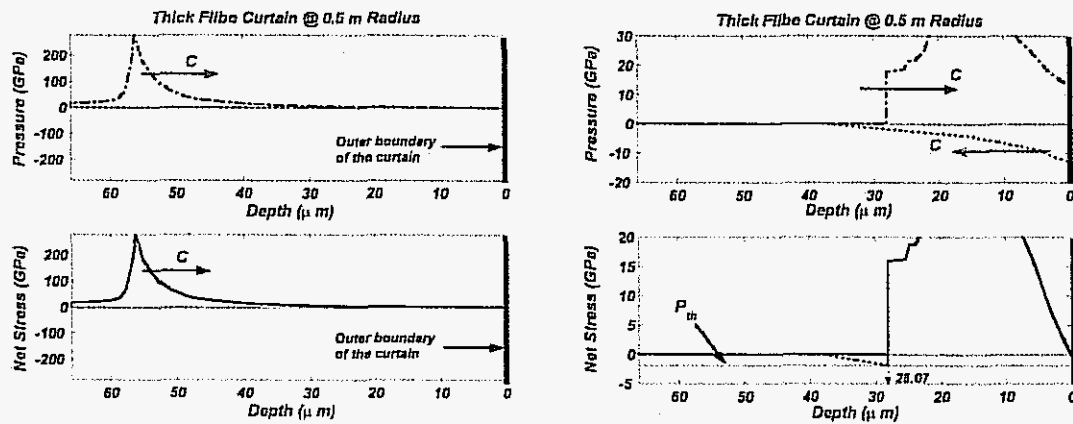 Thick Flibe Curtain @ 0.5 m Radius
Pressure (GPa)
200
100
0
-100
-200
C
Outer boundary
of the curtain
60 50 40 30 20 10 0
Depth (μ m)
Net Stress (GPa)
200
100
0
-100
-200
C
Outer boundary
of the curtain
60 50 40 30 20 10 0
Depth (μ m)
Thick Flibe Curtain @ 0.5 m Radius
Pressure (GPa)
30
20
10
0
-10
-20
C
C
60 50 40 30 20 10 0
Depth (μ m)
Net Stress (GPa)
20
15
10
5
0
-5
P_th
28.07
60 50 40 30 20 10 0
Depth (μ m)